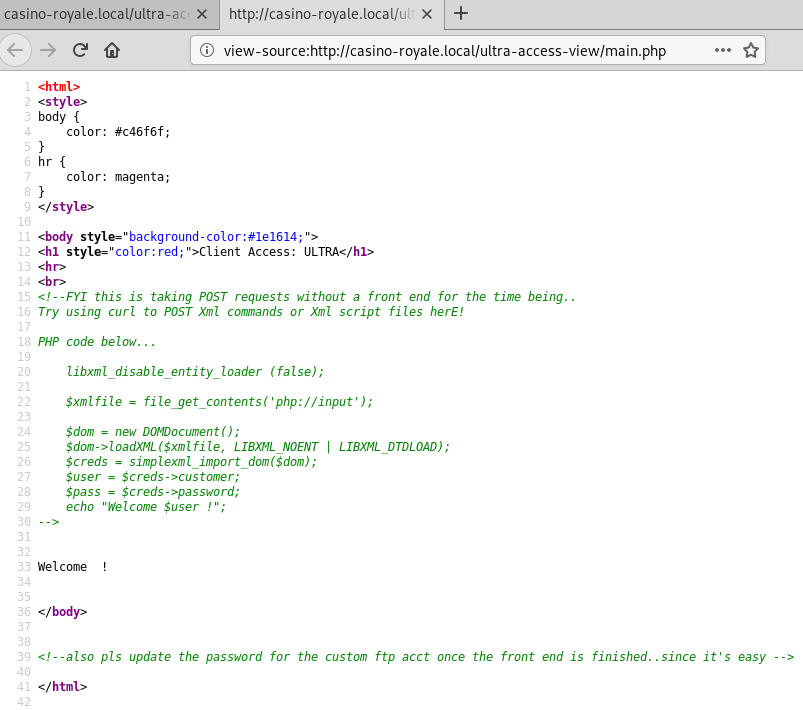 casino-royale.local/ultra-acc
http://casino-royale.local/ult
view-source:http://casino-royale.local/ultra-access-view/main.php
1 <html>
2 <style>
3 body {
4 color: #c46f6f;
5 }
6 hr {
7 color: magenta;
8 }
9 </style>
10
11 <body style="background-color:#1e1614;">
12 <h1 style="color:red;">Client Access: ULTRA</h1>
13 <hr>
14 <br>
15 <!--FYI this is taking POST requests without a front end for the time being..
16 Try using curl to POST Xml commands or Xml script files herE!
17
18 PHP code below...
19
20 libxml_disable_entity_loader (false);
21
22 $xmlfile = file_get_contents('php://input');
23
24 $dom = new DOMDocument();
25 $dom->loadXML($xmlfile, LIBXML_NOENT | LIBXML_DTDLOAD);
26 $creds = simplexml_import_dom($dom);
27 $user = $creds->customer;
28 $pass = $creds->password;
29 echo "Welcome $user !";
30 -->
31
32
33 Welcome  !
34
35
36 </body>
37
38
39 <!--also pls update the password for the custom ftp acct once the front end is finished..since it's easy -->
40
41 </html>
42